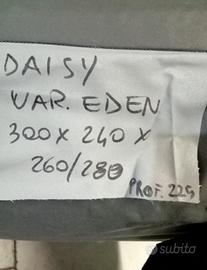 DAISY
VAR. EDEN
300 x 240 x
260/280
PROF. 225
subito